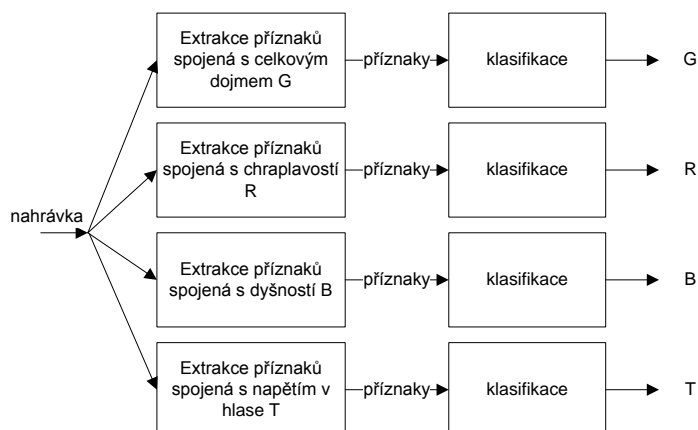 Extrakce příznaků
spojená s celkovým
dojmem G
příznaky
klasifikace
G
Extrakce příznaků
spojená s chraplavostí
R
příznaky
klasifikace
R
nahrávka
Extrakce příznaků
spojená s dyšností B
příznaky
klasifikace
B
Extrakce příznaků
spojená s napětím v
hlase T
příznaky
klasifikace
T